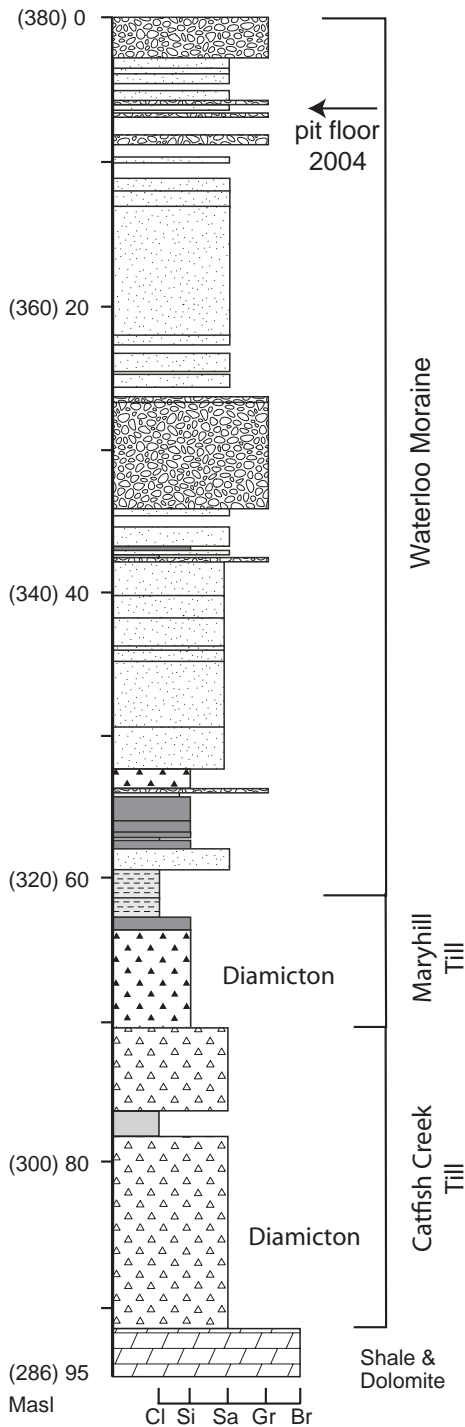 (380) 0
pit floor
2004
(360) 20
Waterloo Moraine
(340) 40
(320) 60
Diamicton
Maryhill
Till
(300) 80
Diamicton
Catfish Creek
Till
(286) 95
Shale &
Dolomite
Masl
Cl Si Sa Gr Br